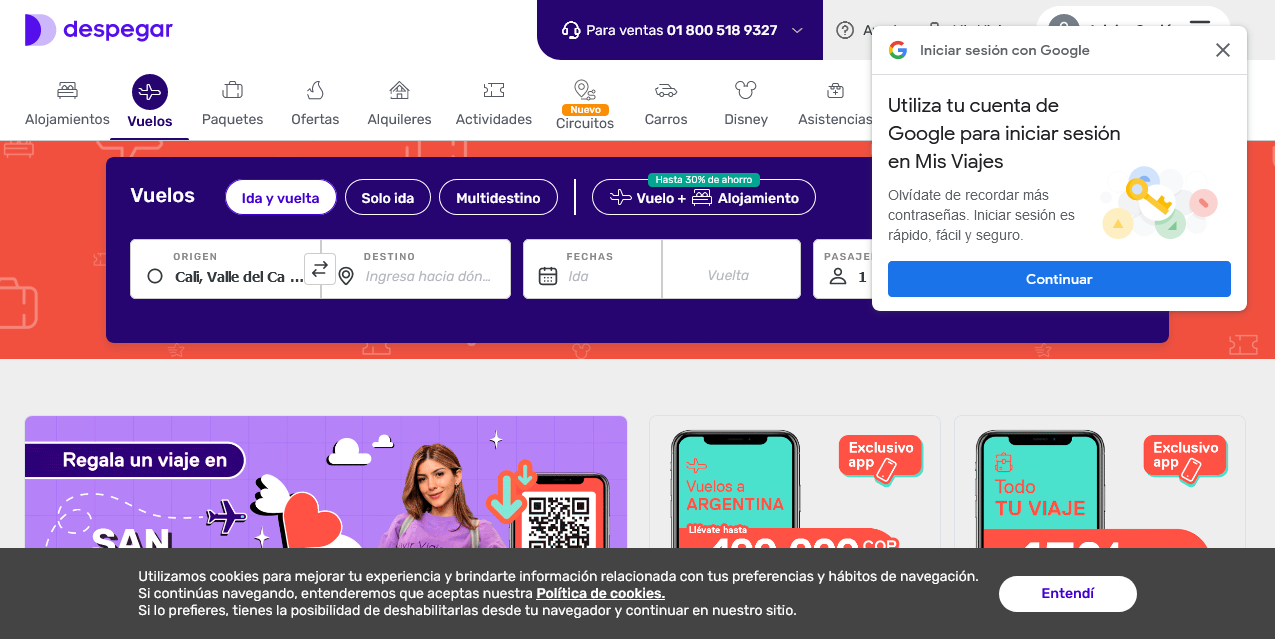 despegar
Para ventas 01 800 518 9327
Iniciar sesión con Google
Utiliza tu cuenta de
Google para iniciar sesión
en Mis Viajes
Olvídate de recordar más
contraseñas. Iniciar sesión es
rápido, fácil y seguro.
Continuar
Alojamientos
Vuelos
Paquetes
Ofertas
Alquileres
Actividades
Nuevo
Circuitos
Carros
Disney
Asistencias
Vuelos
Ida y vuelta
Solo ida
Multidestino
Hasta 30% de ahorro
Vuelo + Alojamiento
ORIGEN
Cali, Valle del Ca ...
DESTINO
Ingresa hacia dón...
FECHAS
Ida
Vuelta
1
Regala un viaje en
SAN
Vuelos a
ARGENTINA
Llévate hasta
COP
Exclusivo
app
Todo
TU VIAJE
Exclusivo
app
Utilizamos cookies para mejorar tu experiencia y brindarte información relacionada con tus preferencias y hábitos de navegación.
Si continúas navegando, entenderemos que aceptas nuestra Política de cookies.
Si lo prefieres, tienes la posibilidad de deshabilitarlas desde tu navegador y continuar en nuestro sitio.
Entendí